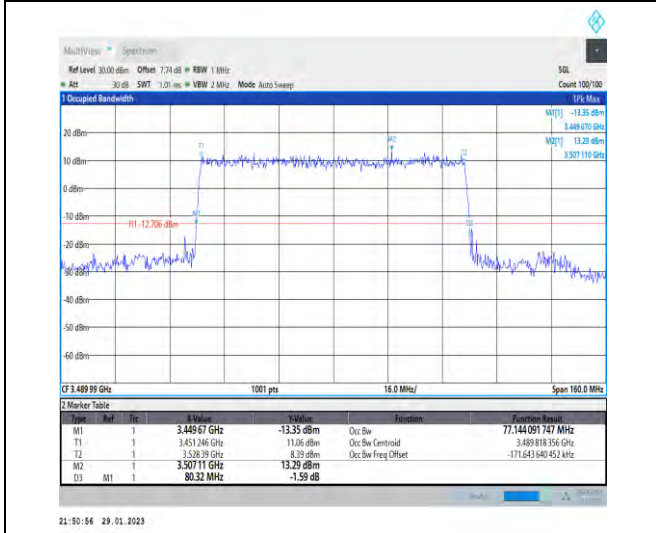 MultiView Spectrum
Ref Level 30.00 dBm Offset 7.74 dB RBW 1 MHz SGL
Att 30 dB SWT 1.01 ms VBW 2 MHz Mode Auto Sweep Count 100/100
1 Occupied Bandwidth 1Pk Max
M1[1] -13.35 dBm
3.449 670 GHz
M2[1] 13.29 dBm
3.507 110 GHz
20 dBm
T1
M2
T2
10 dBm
0 dBm
-10 dBm
M1
H1 -12.706 dBm
-20 dBm
-30 dBm
-40 dBm
-50 dBm
-60 dBm
CF 3.489 99 GHz 1001 pts 16.0 MHz/ Span 160.0 MHz
2 Marker Table
Type Ref Trc X-Value Y-Value Function Function Result
M1 1 3.449 67 GHz -13.35 dBm Occ Bw 77.144 091 747 MHz
T1 1 3.451 246 GHz 11.06 dBm Occ Bw Centroid 3.489 818 356 GHz
T2 1 3.528 39 GHz 8.39 dBm Occ Bw Freq Offset -171.643 640 452 kHz
M2 1 3.507 11 GHz 13.29 dBm
D3 M1 1 80.32 MHz -1.59 dB
21:50:56 29.01.2023